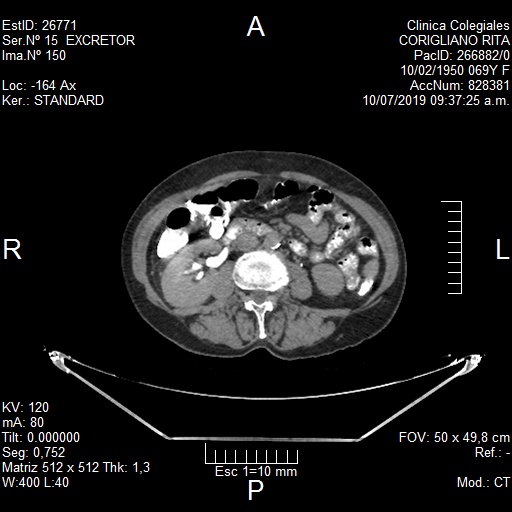 EstID: 26771
Ser.Nº 15 EXCRETOR
Ima.Nº 150
Loc: -164 Ax
Ker.: STANDARD
A
Clinica Colegiales
CORIGLIANO RITA
PacID: 266882/0
10/02/1950 069Y F
AccNum: 828381
10/07/2019 09:37:25 a.m.
R
L
KV: 120
mA: 80
Tilt: 0.000000
Seg: 0,752
Matriz 512 x 512 Thk: 1,3
W:400 L:40
Esc 1=10 mm
P
FOV: 50 x 49,8 cm
Ref.: -
Mod.: CT